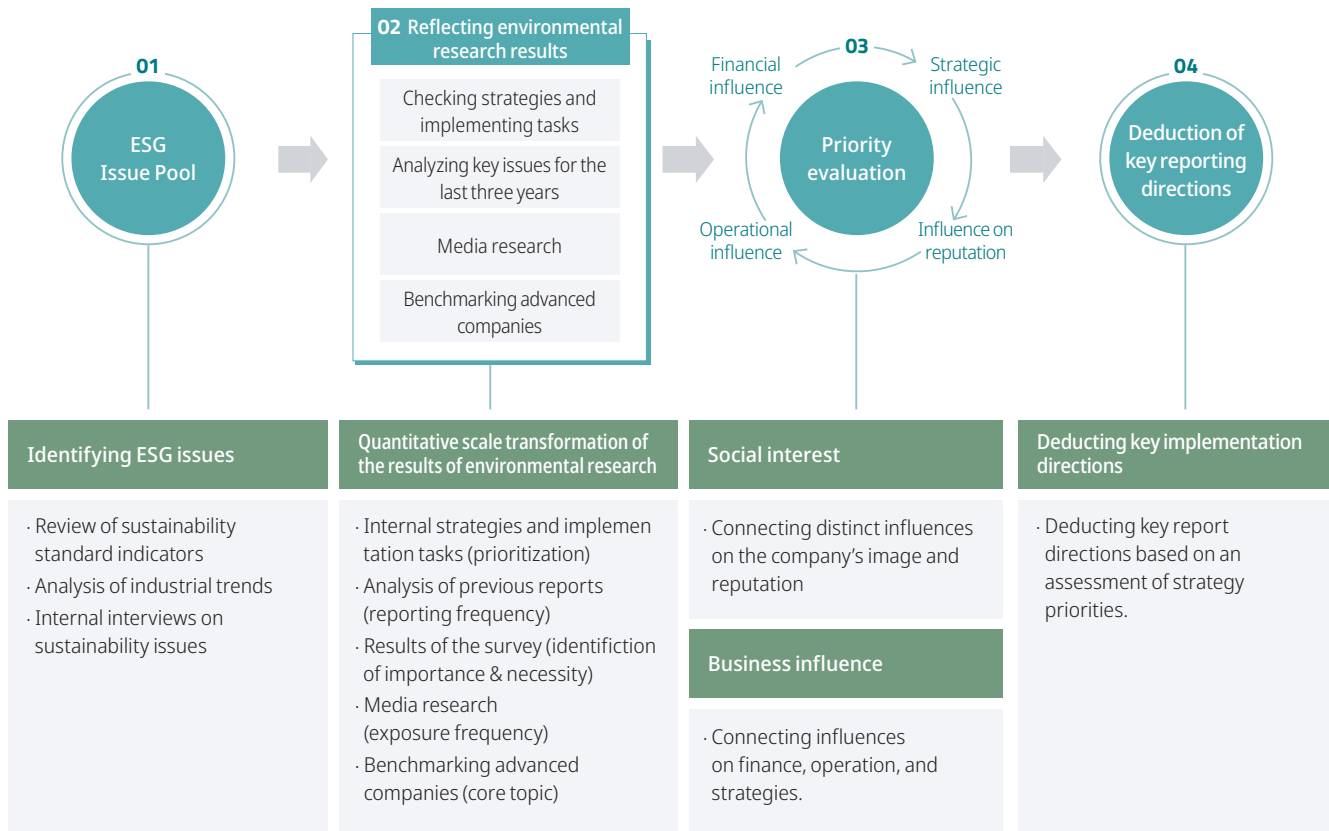 01
ESG
Issue Pool
02 Reflecting environmental
research results
Checking strategies and
implementing tasks
Analyzing key issues for the
last three years
Media research
Benchmarking advanced
companies
03
Financial
influence
Strategic
influence
Priority
evaluation
Operational
influence
Influence on
reputation
04
Deduction of
key reporting
directions
Identifying ESG issues
· Review of sustainability
standard indicators
· Analysis of industrial trends
· Internal interviews on
sustainability issues
Quantitative scale transformation of
the results of environmental research
· Internal strategies and implemen
tation tasks (prioritization)
· Analysis of previous reports
(reporting frequency)
· Results of the survey (identifiction
of importance & necessity)
· Media research
(exposure frequency)
· Benchmarking advanced
companies (core topic)
Social interest
· Connecting distinct influences
on the company's image and
reputation
Business influence
· Connecting influences
on finance, operation, and
strategies.
Deducting key implementation
directions
· Deducting key report
directions based on an
assessment of strategy
priorities.